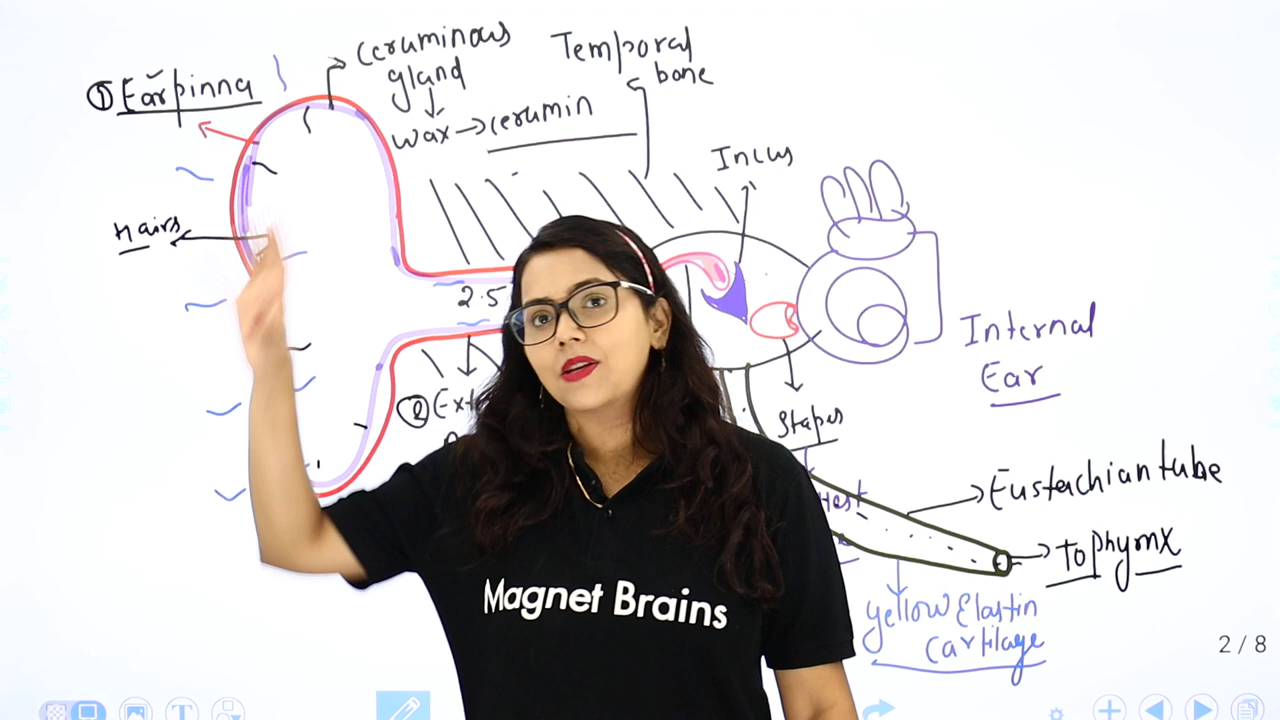 ① Earpinna
Ceruminous
gland
wax → cerumin
Temporal
bone
Incus
Hairs
2.5
② Ext
Stapes
Internal
Ear
Eustachian tube
To phyrnx
yellow Elastin
Cartilage
Magnet Brains
2 / 8
T